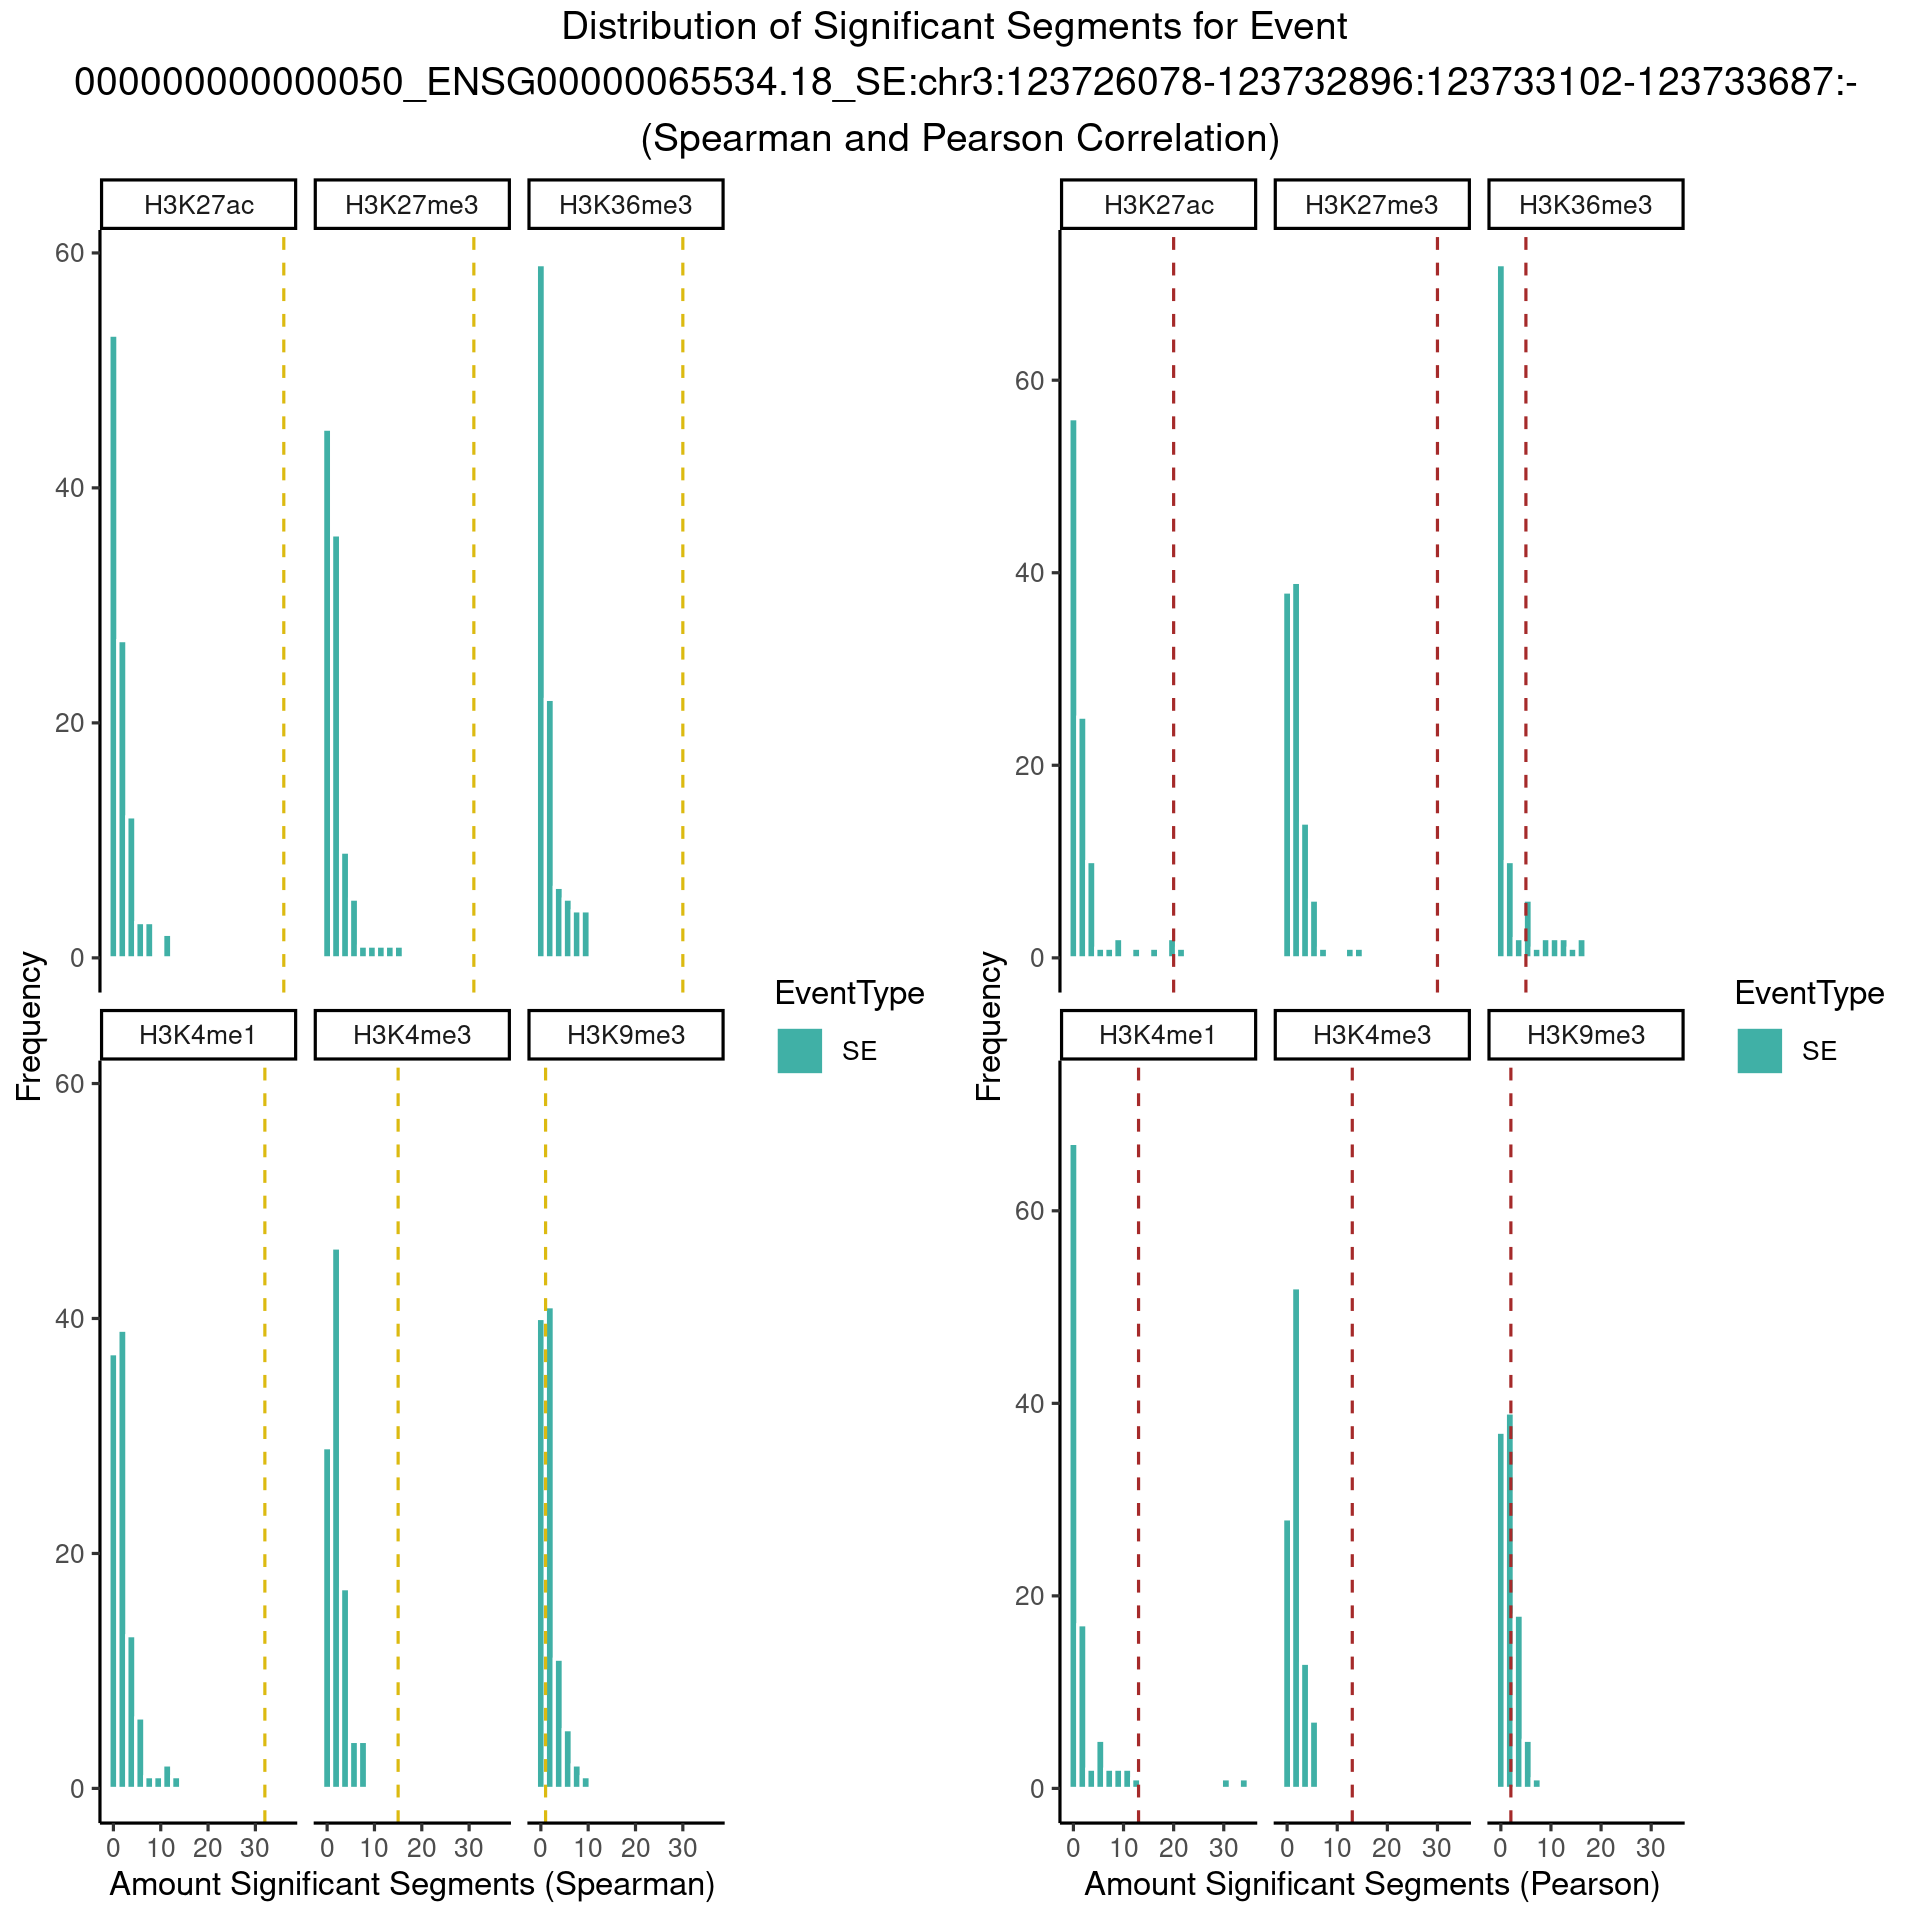 Distribution of Significant Segments for Event
000000000000050_ENSG00000065534.18_SE:chr3:123726078-123732896:123733102-123733687:-
(Spearman and Pearson Correlation)
H3K27ac H3K27me3 H3K36me3
60
40
20
0
H3K4me1 H3K4me3 H3K9me3
60
40
20
0
0 10 20 30 0 10 20 30 0 10 20 30
Frequency
Amount Significant Segments (Spearman)
EventType
SE
H3K27ac H3K27me3 H3K36me3
60
40
20
0
H3K4me1 H3K4me3 H3K9me3
60
40
20
0
0 10 20 30 0 10 20 30 0 10 20 30
Frequency
Amount Significant Segments (Pearson)
EventType
SE